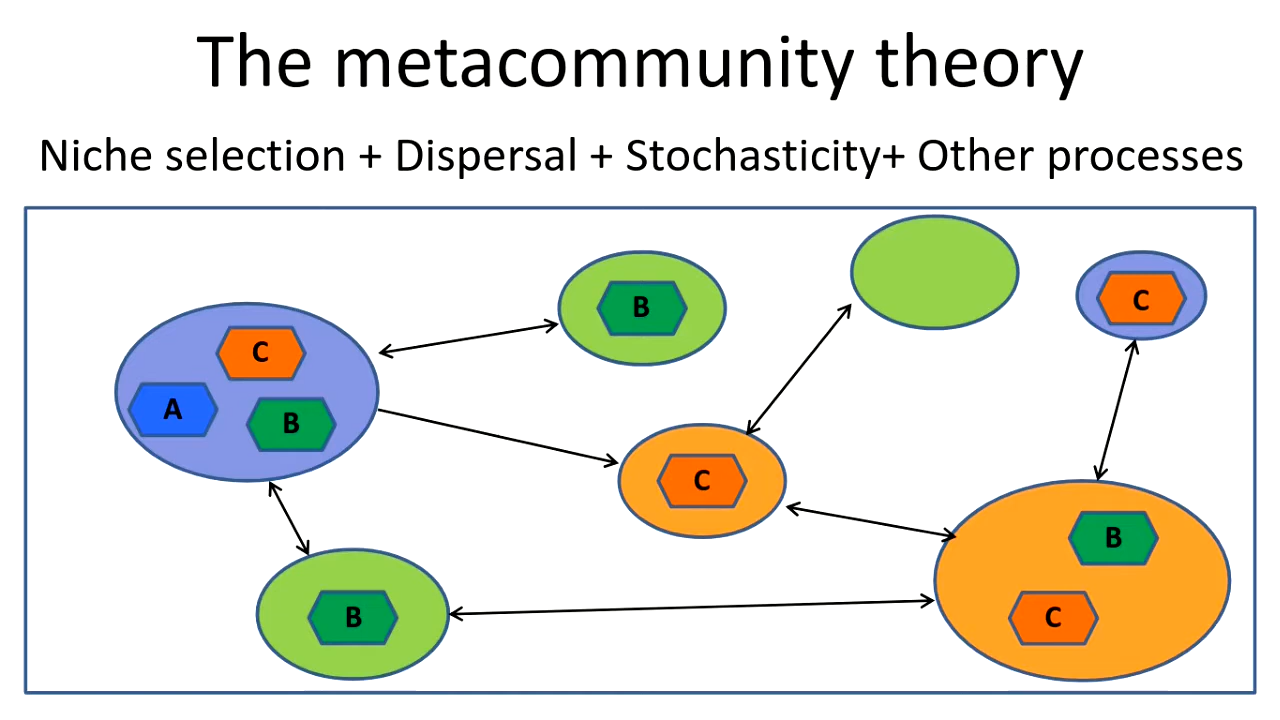 The metacommunity theory
Niche selection + Dispersal + Stochasticity+ Other processes
C
A
B
B
C
C
B
C
B